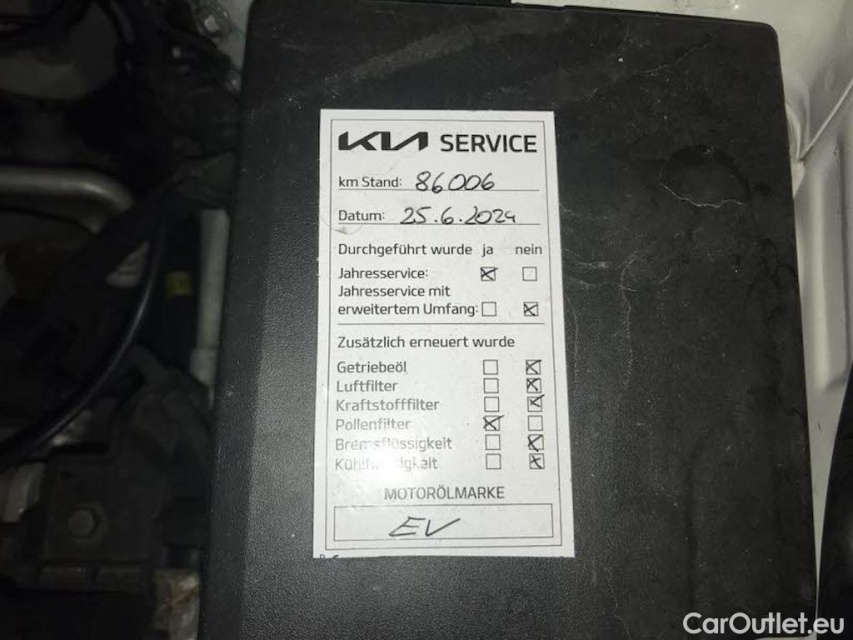 KIA SERVICE
km Stand: 86006
Datum: 25.6.2024
Durchgeführt wurde ja nein
Jahresservice:
Jahresservice mit
erweitertem Umfang:
Zusätzlich erneuert wurde
Getriebeöl
Luftfilter
Kraftstofffilter
Pollenfilter
Bremsflüssigkeit
MOTORÖLMARKE
EV
CarOutlet.eu